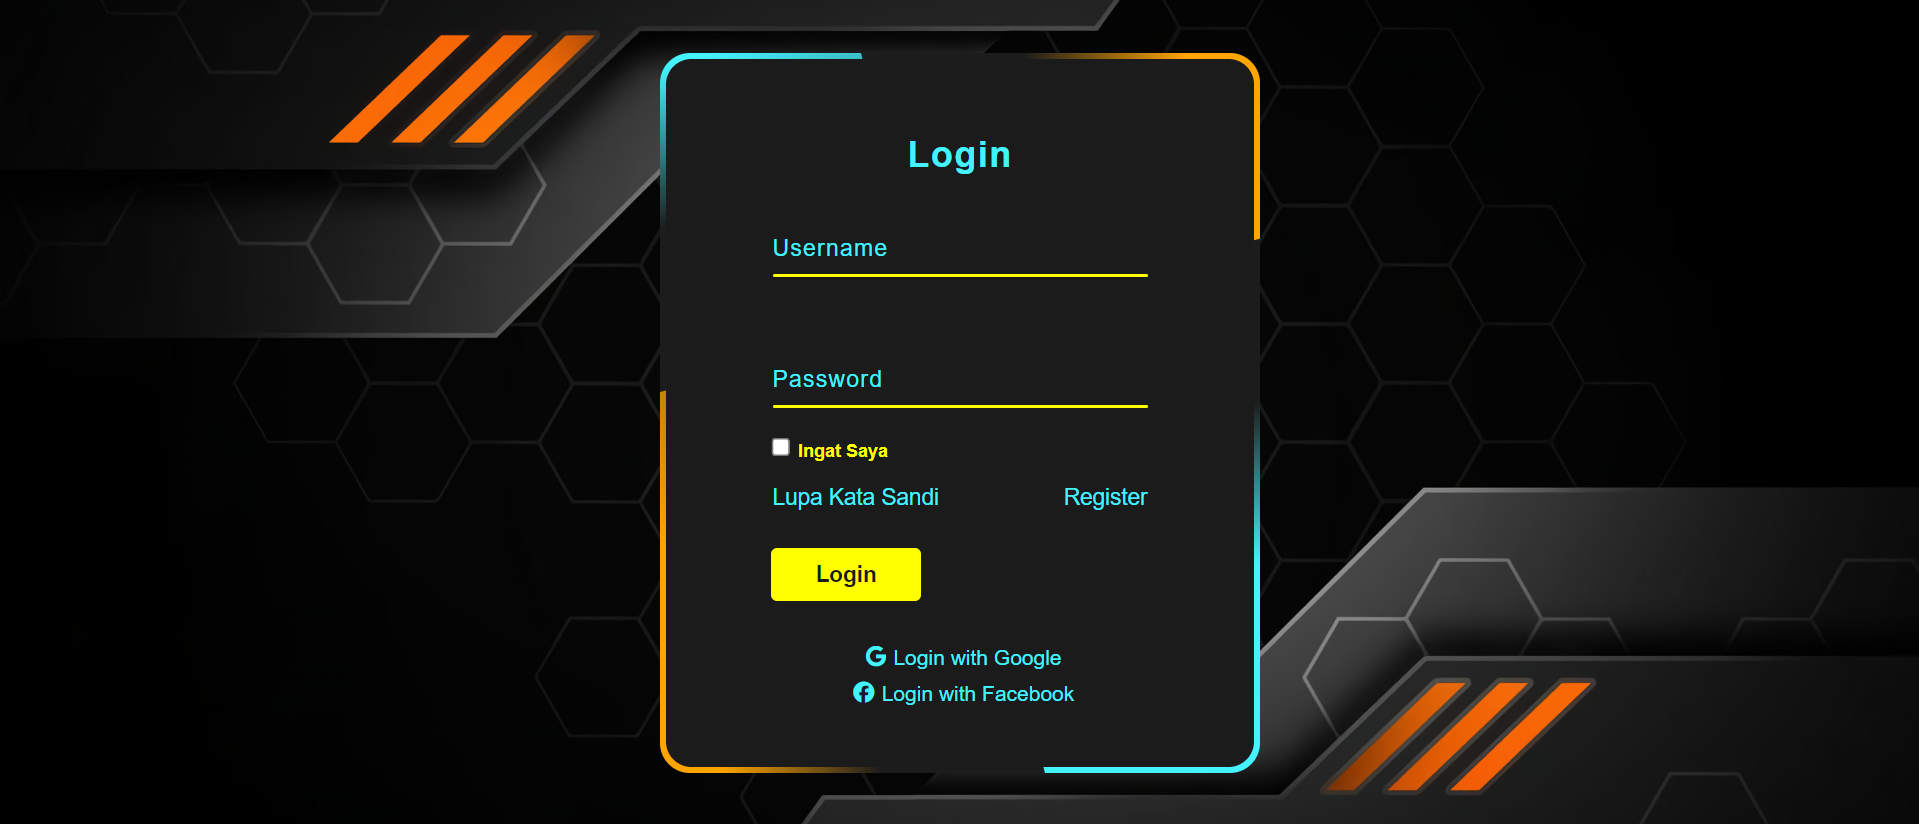 Login
Username
Password
Ingat Saya
Lupa Kata Sandi Register
Login
Login with Google
Login with Facebook